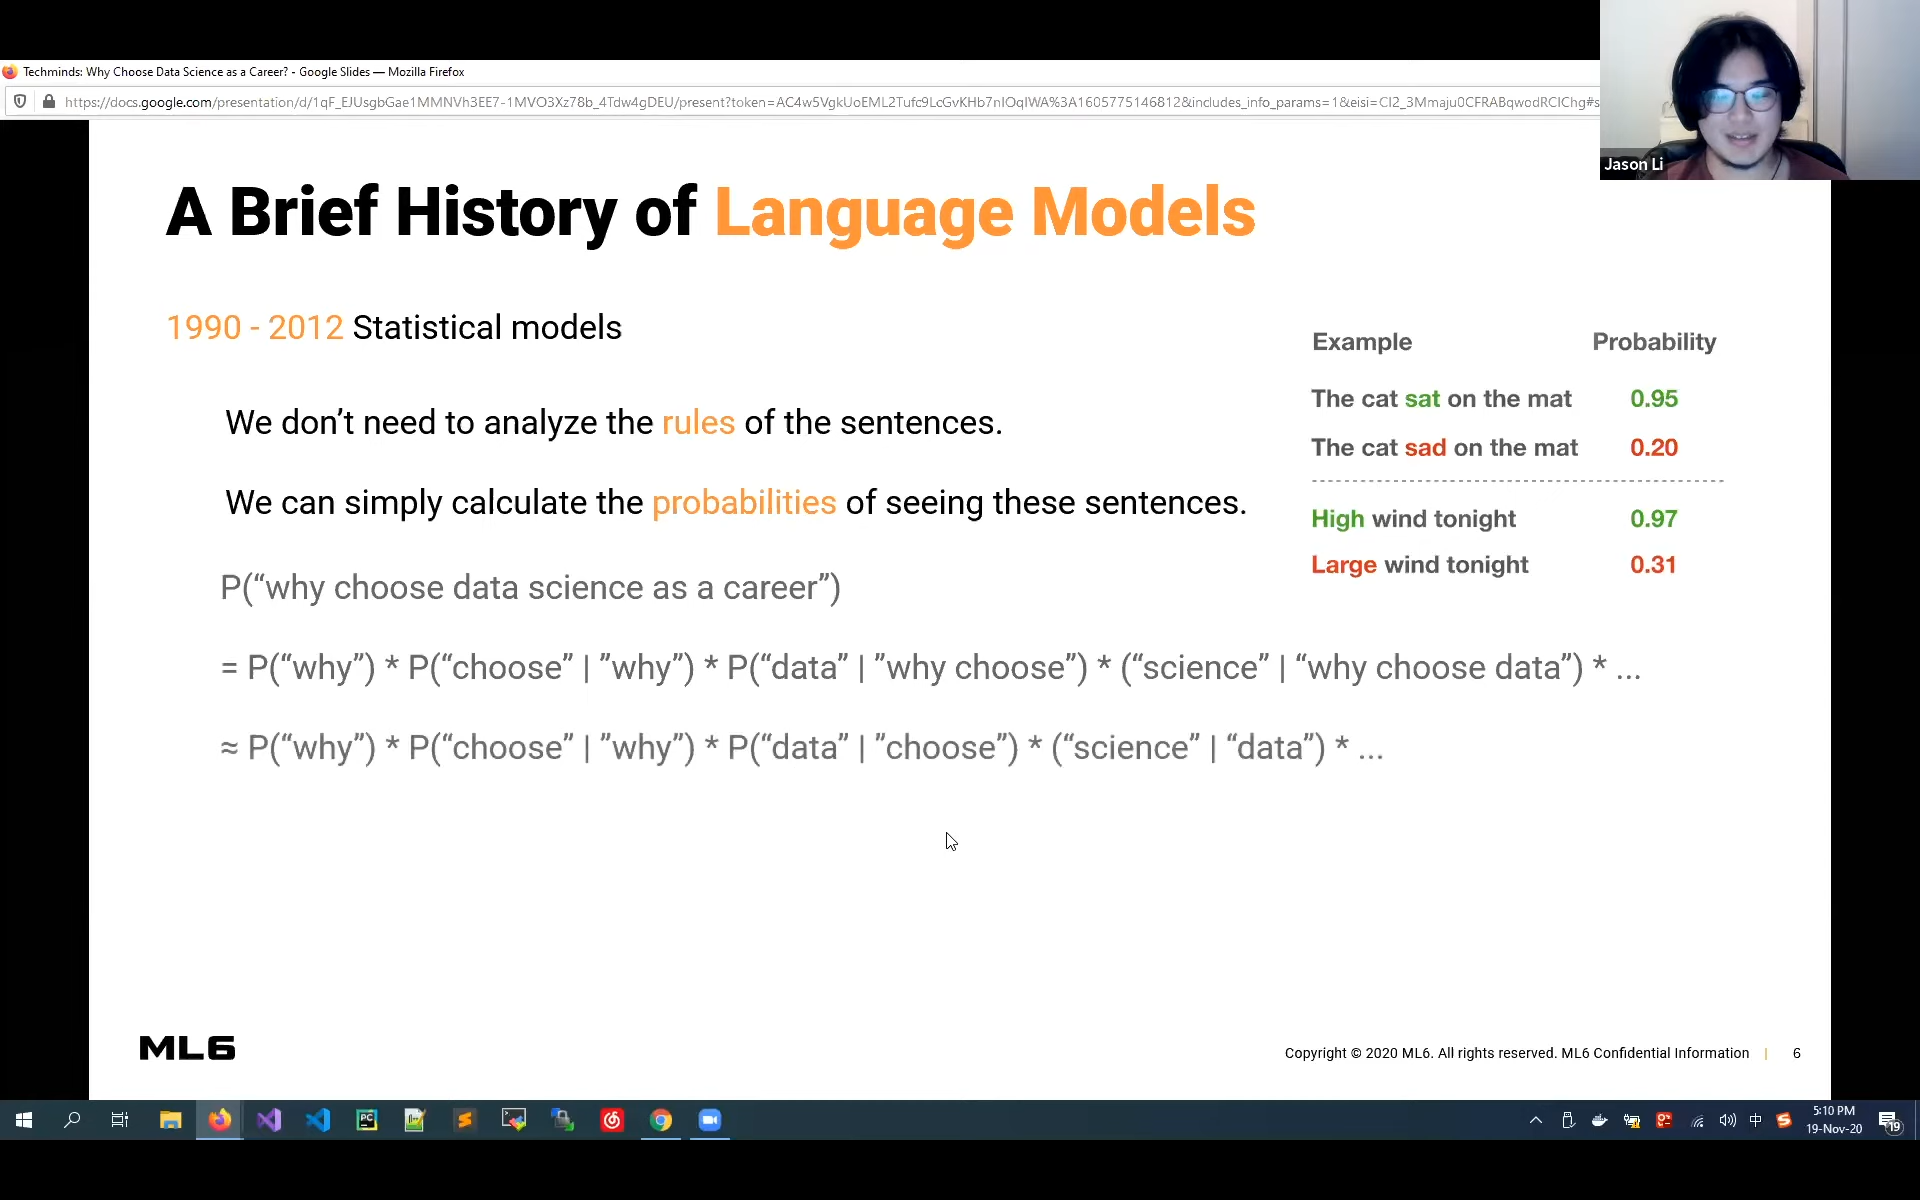 Techminds: Why Choose Data Science as a Career? - Google Slides — Mozilla Firefox
https://docs.google.com/presentation/d/1qF_EJUsgbGae1MMNVh3EE7-1MVO3Xz78b_4Tdw4gDEU/present?token=AC4w5VgkUoEML2Tufc9LcGvKHb7nIOqIWA%3A1605775146812&includes_info_params=1&eisi=CI2_3Mmaju0CFRABqwodRCIChg#s
Jason Li
A Brief History of Language Models
1990 - 2012 Statistical models
We don’t need to analyze the rules of the sentences.
We can simply calculate the probabilities of seeing these sentences.
P(“why choose data science as a career”)
= P(“why”) * P(“choose” | ”why”) * P(“data” | ”why choose”) * (“science” | “why choose data”) * ...
≈ P(“why”) * P(“choose” | ”why”) * P(“data” | ”choose”) * (“science” | “data”) * ...
Example Probability
The cat sat on the mat 0.95
The cat sad on the mat 0.20
High wind tonight 0.97
Large wind tonight 0.31
ML6
Copyright © 2020 ML6. All rights reserved. ML6 Confidential Information | 6
PC
中
5:10 PM
19-Nov-20
19